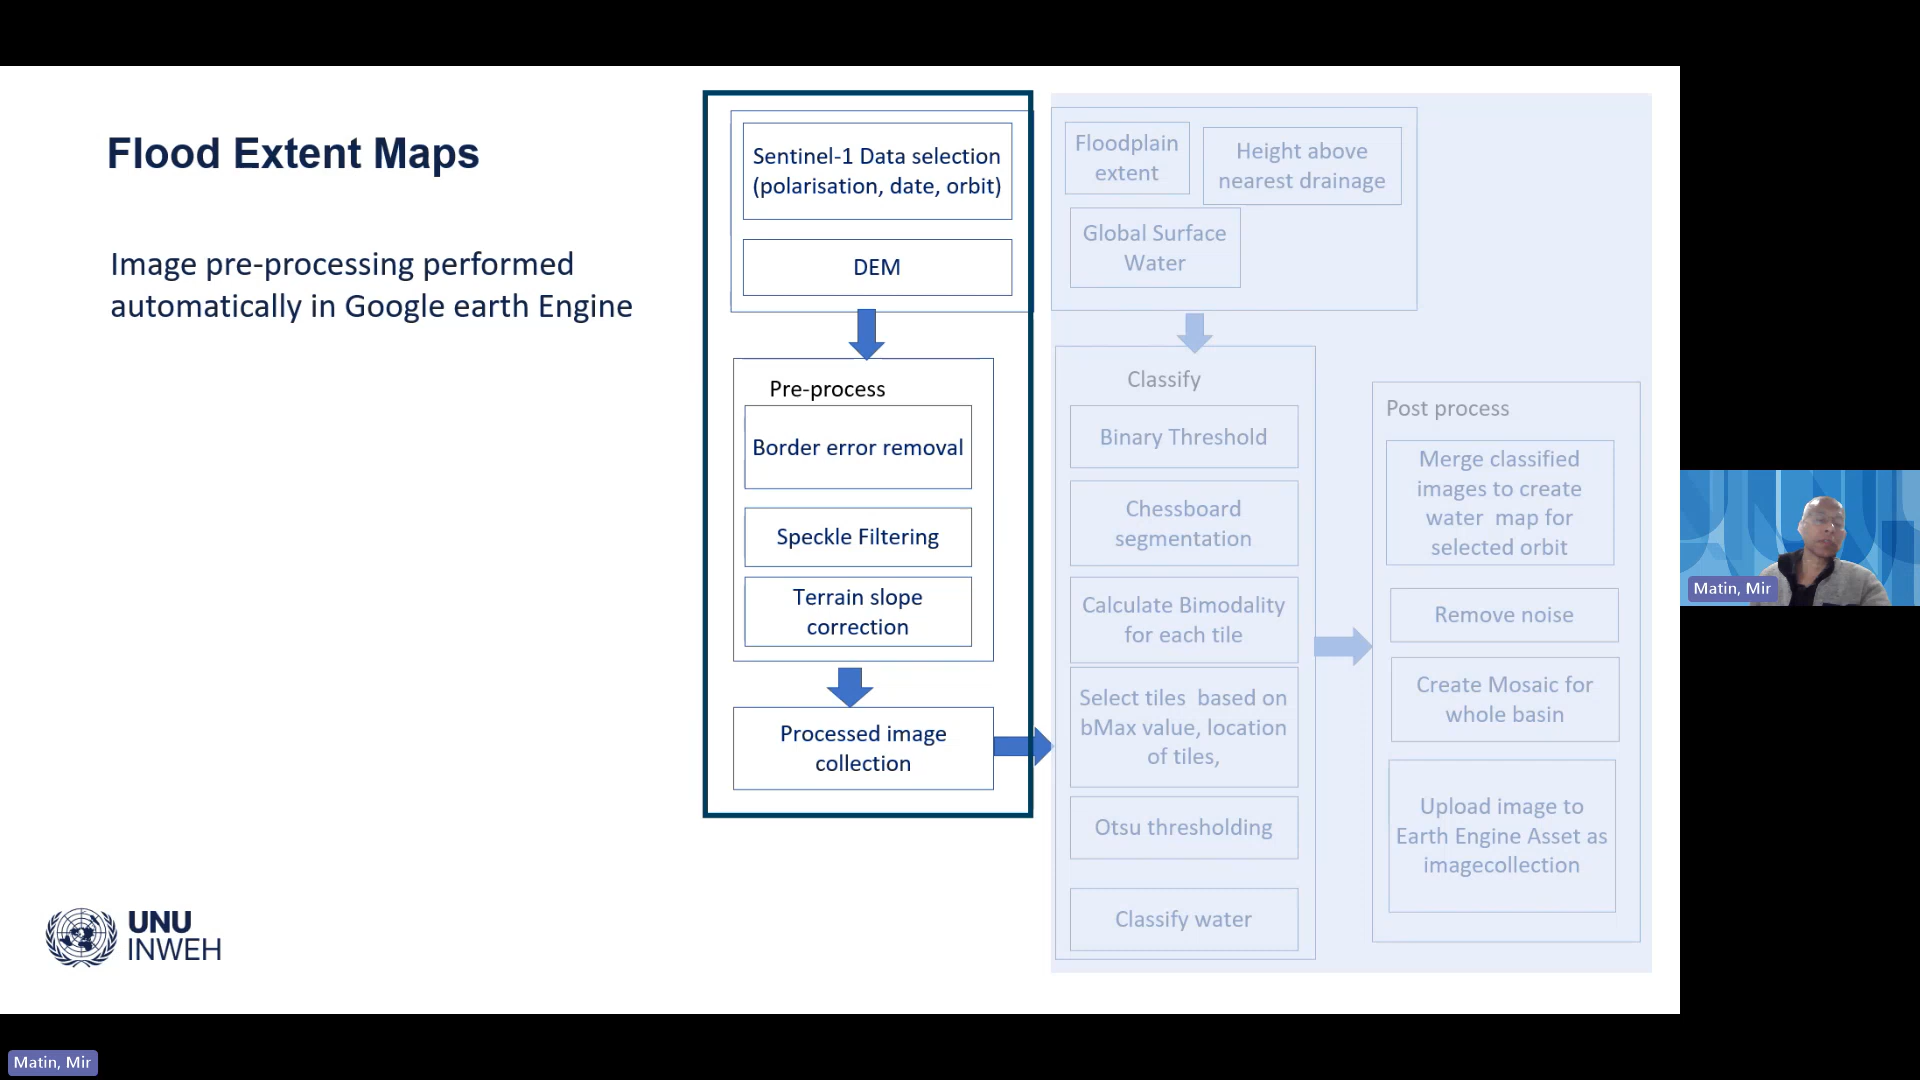 Flood Extent Maps
Image pre-processing performed
automatically in Google earth Engine
Sentinel-1 Data selection
(polarisation, date, orbit)
DEM
Pre-process
Border error removal
Speckle Filtering
Terrain slope
correction
Processed image
collection
Floodplain
extent
Height above
nearest drainage
Global Surface
Water
Classify
Binary Threshold
Chessboard
segmentation
Calculate Bimodality
for each tile
Select tiles  based on
bMax value, location
of tiles,
Otsu thresholding
Classify water
Post process
Merge classified
images to create
water  map for
selected orbit
Remove noise
Create Mosaic for
whole basin
Upload image to
Earth Engine Asset as
imagecollection
UNU
INWEH
Matin, Mir
Matin, Mir